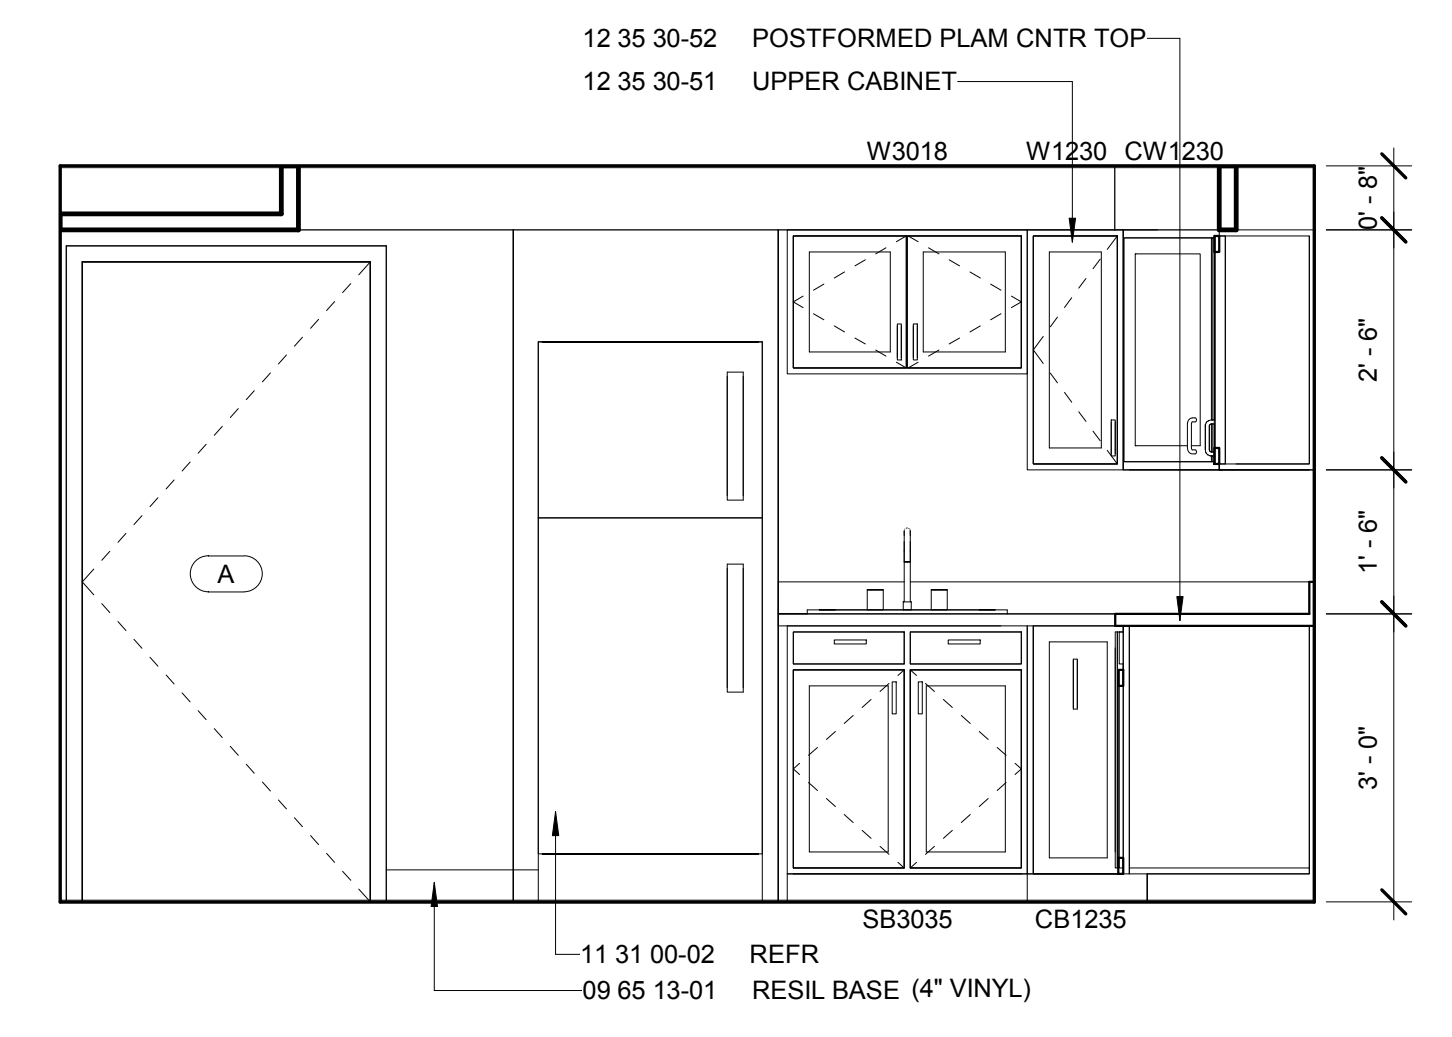 12 35 30-52 POSTFORMED PLAM CNTR TOP
12 35 30-51 UPPER CABINET
W3018 W1230 CW1230
0' - 8"
2' - 6"
1' - 6"
A
3' - 0"
SB3035 CB1235
11 31 00-02 REFR
09 65 13-01 RESIL BASE (4" VINYL)